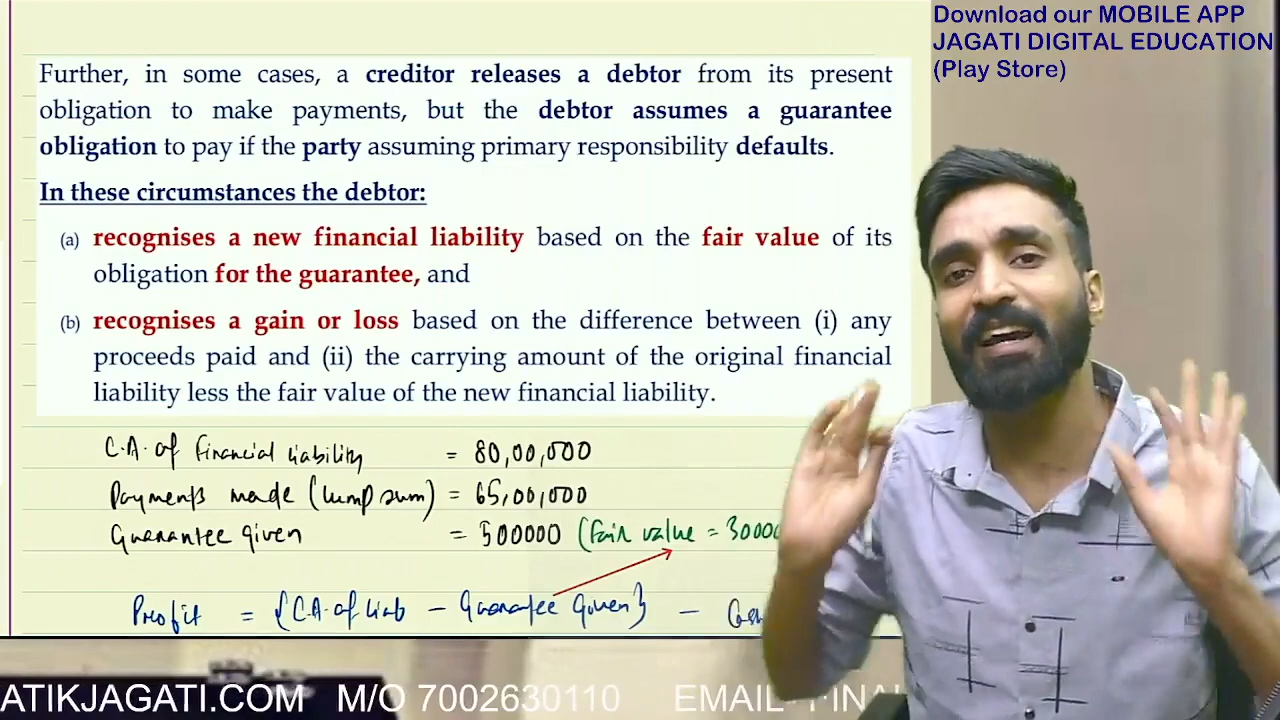 Download our MOBILE APP
JAGATI DIGITAL EDUCATION
(Play Store)
Further, in some cases, a creditor releases a debtor from its present
obligation to make payments, but the debtor assumes a guarantee
obligation to pay if the party assuming primary responsibility defaults.
In these circumstances the debtor:
(a) recognises a new financial liability based on the fair value of its
obligation for the guarantee, and
(b) recognises a gain or loss based on the difference between (i) any
proceeds paid and (ii) the carrying amount of the original financial
liability less the fair value of the new financial liability.
C.A. of financial liability = 80,00,000
Payments made (lump sum) = 65,00,000
Guarantee given = 500000 (Fair value = 30000
Profit = {C.A. of liab - Guarantee given} -
ATIKJAGATI.COM M/O 7002630110 EMAIL-FINA